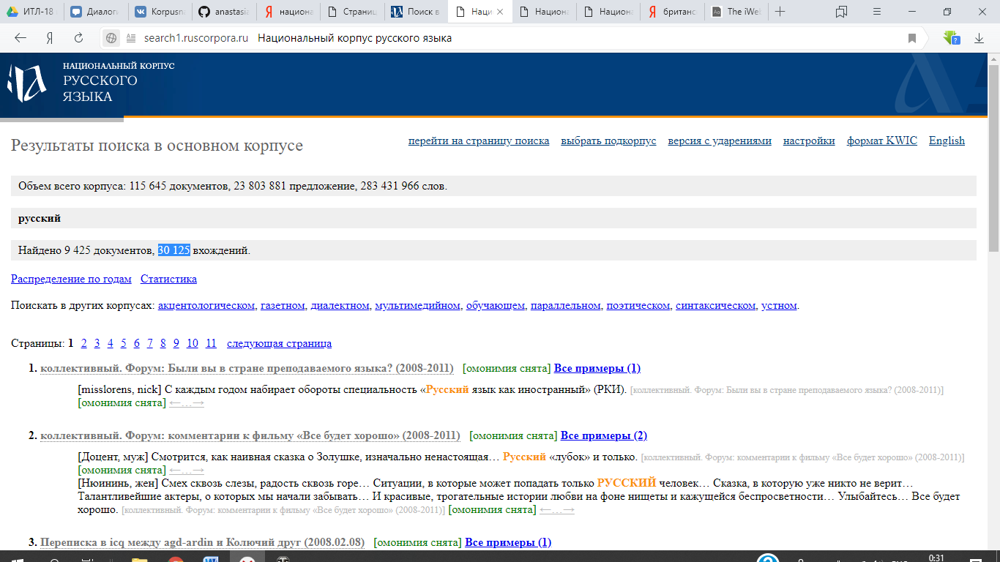 ИТЛ-18 Диалоги Korpusna anastasia национа Страниц Поиск в Наци Национа Национа британс The iWeb
search1.ruscorpora.ru Национальный корпус русского языка
НАЦИОНАЛЬНЫЙ КОРПУС
РУССКОГО
ЯЗЫКА
Результаты поиска в основном корпусе
перейти на страницу поиска выбрать подкорпус версия с ударениями настройки формат KWIC English
Объем всего корпуса: 115 645 документов, 23 803 881 предложение, 283 431 966 слов.
русский
Найдено 9 425 документов, 30 125 вхождений.
Распределение по годам Статистика
Поискать в других корпусах: акцентологическом, газетном, диалектном, мультимедийном, обучающем, параллельном, поэтическом, синтаксическом, устном.
Страницы: 1 2 3 4 5 6 7 8 9 10 11 следующая страница
1. коллективный. Форум: Были вы в стране преподаваемого языка? (2008-2011) [омонимия снята] Все примеры (1)
[misslorens, nick] С каждым годом набирает обороты специальность «Русский язык как иностранный» (РКИ). [коллективный. Форум: Были вы в стране преподаваемого языка? (2008-2011)]
[омонимия снята] ←…→
2. коллективный. Форум: комментарии к фильму «Все будет хорошо» (2008-2011) [омонимия снята] Все примеры (2)
[Доцент, муж] Смотрится, как наивная сказка о Золушке, изначально ненастоящая… Русский «лубок» и только. [коллективный. Форум: комментарии к фильму «Все будет хорошо» (2008-2011)]
[омонимия снята] ←…→
[Нюининь, жен] Смех сквозь слезы, радость сквозь горе… Ситуации, в которые может попадать только РУССКИЙ человек… Сказка, в которую уже никто не верит…
Талантливейшие актеры, о которых мы начали забывать… И красивые, трогательные истории любви на фоне нищеты и кажущейся беспросветности… Улыбайтесь… Все будет
хорошо. [коллективный. Форум: комментарии к фильму «Все будет хорошо» (2008-2011)] [омонимия снята] ←…→
3. Переписка в icq между agd-ardin и Колючий друг (2008.02.08) [омонимия снята] Все примеры (1)
0:31